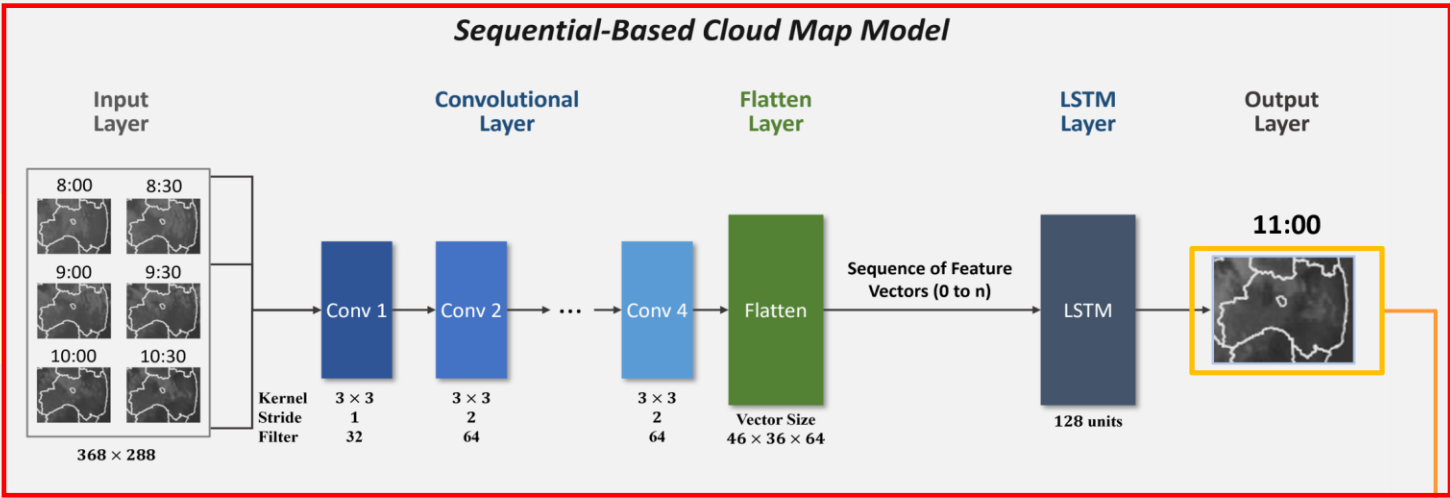 Sequential-Based Cloud Map Model
Input
Layer
Convolutional
Layer
Flatten
Layer
LSTM
Layer
Output
Layer
8:00 8:30
9:00 9:30
10:00 10:30
368 × 288
Conv 1
Conv 2
...
Conv 4
Flatten
Sequence of Feature
Vectors (0 to n)
LSTM
11:00
Kernel 3 × 3 3 × 3 3 × 3
Stride 1 2 2
Filter 32 64 64
Vector Size
46 × 36 × 64
128 units